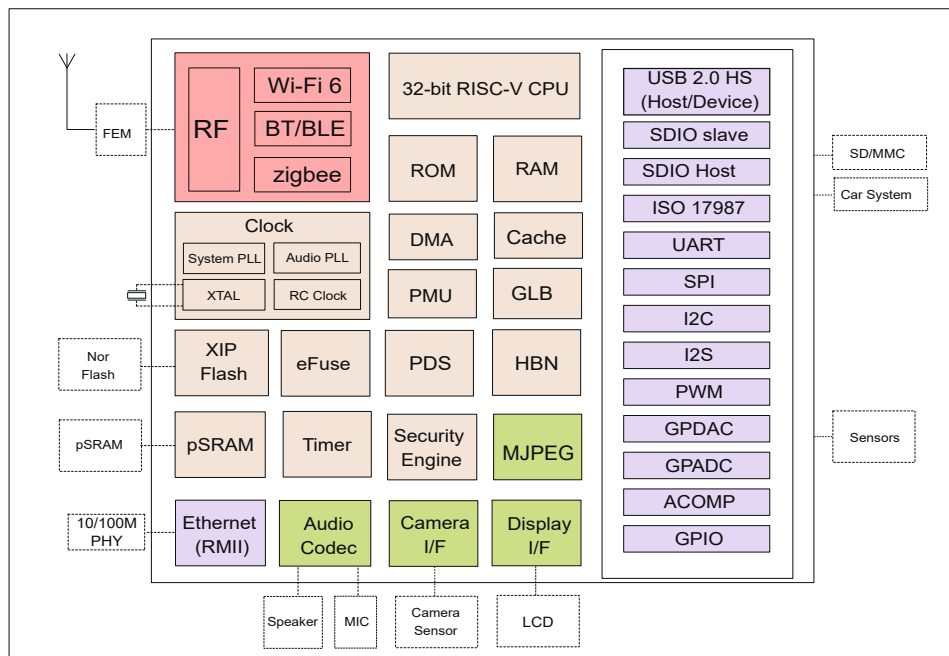 FEM
RF
Wi-Fi 6
BT/BLE
zigbee
32-bit RISC-V CPU
ROM
RAM
Clock
System PLL
Audio PLL
XTAL
RC Clock
DMA
Cache
PMU
GLB
Nor
Flash
XIP
Flash
eFuse
PDS
HBN
pSRAM
pSRAM
Timer
Security
Engine
MJPEG
10/100M
PHY
Ethernet
(RMII)
Audio
Codec
Camera
I/F
Display
I/F
Speaker
MIC
Camera
Sensor
LCD
USB 2.0 HS
(Host/Device)
SDIO slave
SDIO Host
ISO 17987
UART
SPI
I2C
I2S
PWM
GPDAC
GPADC
ACOMP
GPIO
SD/MMC
Car System
Sensors